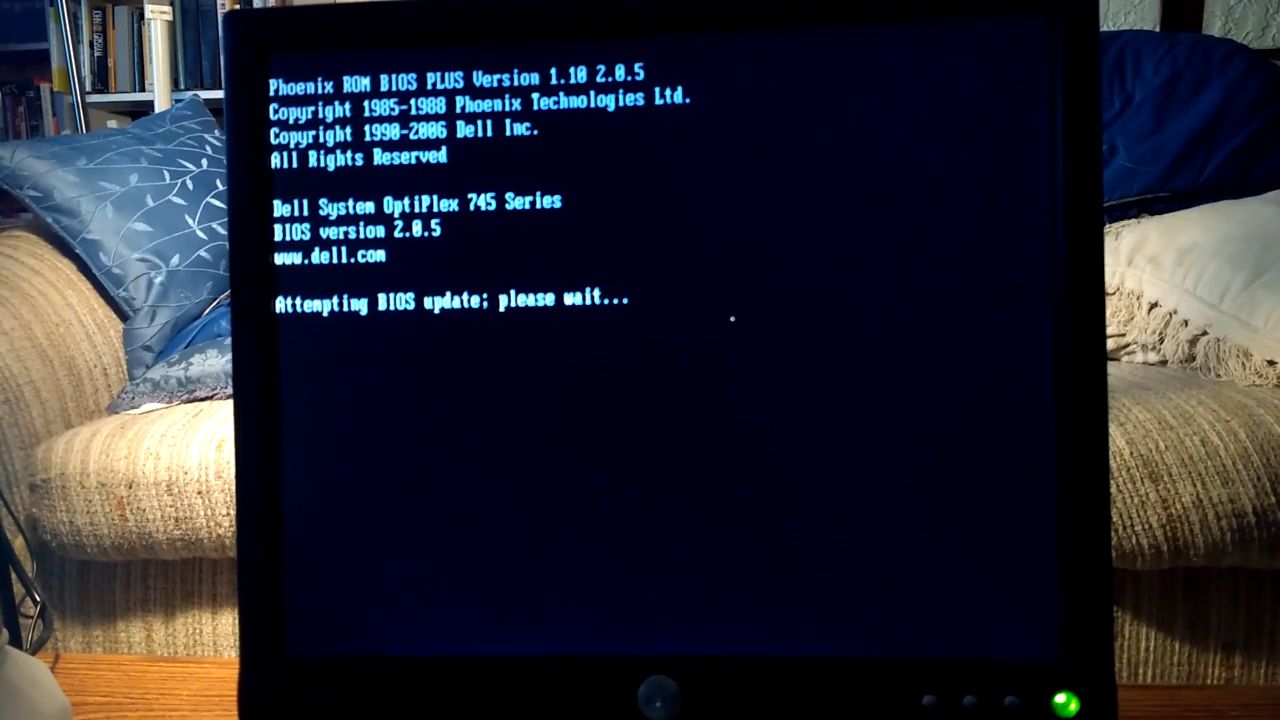 Phoenix ROM BIOS PLUS Version 1.10 2.0.5
Copyright 1985-1988 Phoenix Technologies Ltd.
Copyright 1990-2006 Dell Inc.
All Rights Reserved
Dell System OptiPlex 745 Series
BIOS version 2.0.5
www.dell.com
Attempting BIOS update; please wait...